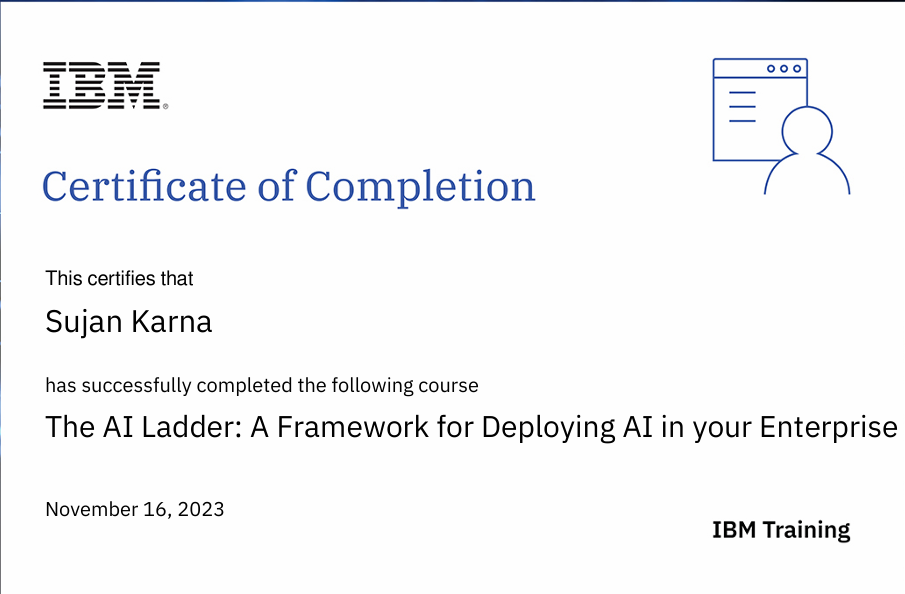 IBM®
Certificate of Completion
This certifies that
Sujan Karna
has successfully completed the following course
The AI Ladder: A Framework for Deploying AI in your Enterprise
November 16, 2023
IBM Training